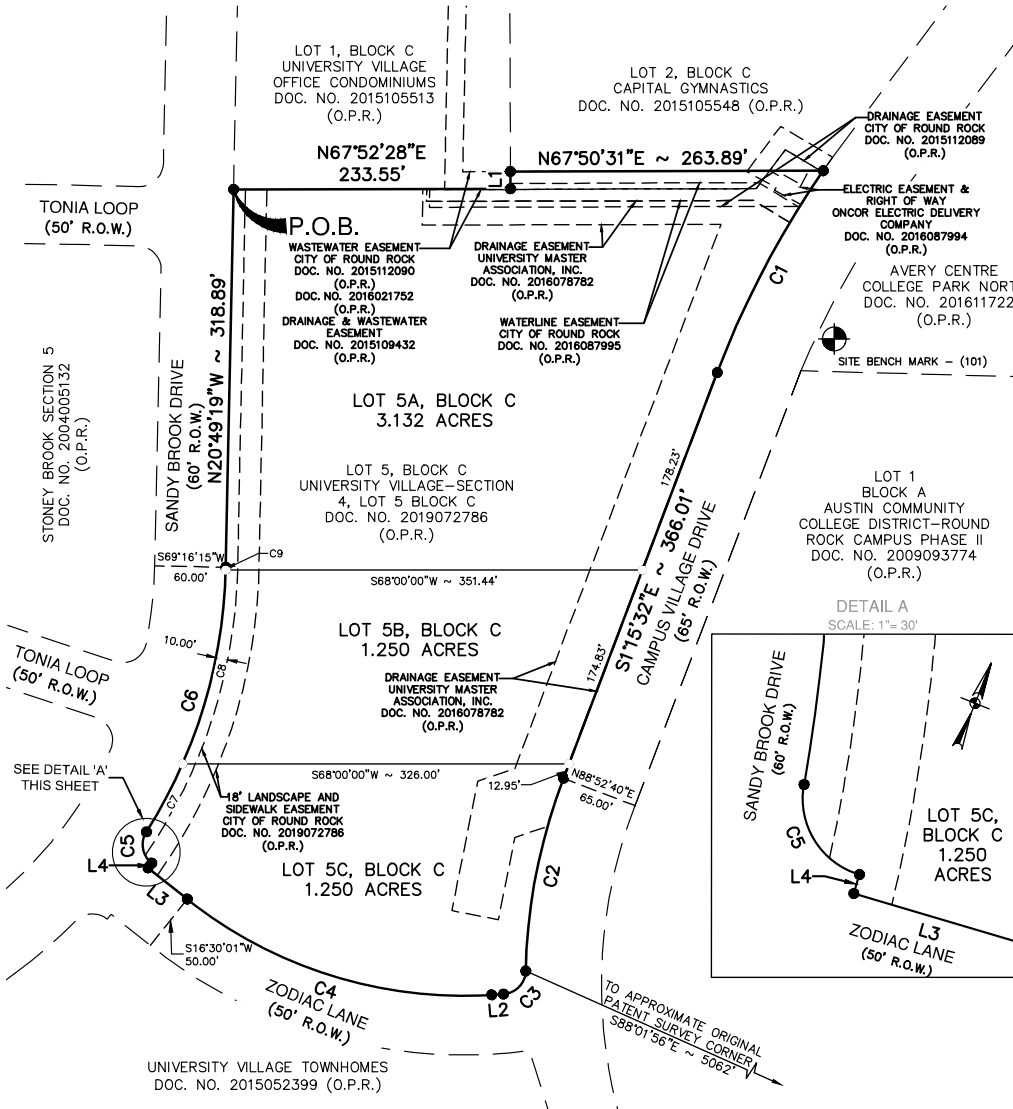 LOT 1, BLOCK C
UNIVERSITY VILLAGE
OFFICE CONDOMINIUMS
DOC. NO. 2015105513
(O.P.R.)
LOT 2, BLOCK C
CAPITAL GYMNASTICS
DOC. NO. 2015105548 (O.P.R.)
DRAINAGE EASEMENT
CITY OF ROUND ROCK
DOC. NO. 2015112089
(O.P.R.)
N67°52'28"E
233.55'
L1
N67°50'31"E ~ 263.89'
ELECTRIC EASEMENT &
RIGHT OF WAY
ONCOR ELECTRIC DELIVERY
COMPANY
DOC. NO. 2016087994
(O.P.R.)
TONIA LOOP
(50' R.O.W.)
P.O.B.
WASTEWATER EASEMENT
CITY OF ROUND ROCK
DOC. NO. 2015112090
(O.P.R.)
DOC. NO. 2016021752
(O.P.R.)
DRAINAGE & WASTEWATER
EASEMENT
DOC. NO. 2015109432
(O.P.R.)
DRAINAGE EASEMENT
UNIVERSITY MASTER
ASSOCIATION, INC.
DOC. NO. 2016078782
(O.P.R.)
WATERLINE EASEMENT
CITY OF ROUND ROCK
DOC. NO. 2016087995
(O.P.R.)
C1
AVERY CENTRE
COLLEGE PARK NORT
DOC. NO. 201611722
(O.P.R.)
SITE BENCH MARK – (101)
STONEY BROOK SECTION 5
DOC. NO. 2004005132
(O.P.R.)
SANDY BROOK DRIVE
(60' R.O.W.)
N20°49'19"W ~ 318.89'
LOT 5A, BLOCK C
3.132 ACRES
LOT 5, BLOCK C
UNIVERSITY VILLAGE–SECTION
4, LOT 5 BLOCK C
DOC. NO. 2019072786
(O.P.R.)
178.23'
S1°15'32"E ~ 366.01'
CAMPUS VILLAGE DRIVE
(65' R.O.W.)
LOT 1
BLOCK A
AUSTIN COMMUNITY
COLLEGE DISTRICT–ROUND
ROCK CAMPUS PHASE II
DOC. NO. 2009093774
(O.P.R.)
S69°16'15"W
60.00'
C9
S68°00'00"W ~ 351.44'
LOT 5B, BLOCK C
1.250 ACRES
174.83'
TONIA LOOP
(50' R.O.W.)
10.00'
C8
C6
DRAINAGE EASEMENT
UNIVERSITY MASTER
ASSOCIATION, INC.
DOC. NO. 2016078782
(O.P.R.)
SEE DETAIL 'A'
THIS SHEET
S68°00'00"W ~ 326.00'
12.95'
N88°52'40"E
65.00'
C7
18' LANDSCAPE AND
SIDEWALK EASEMENT
CITY OF ROUND ROCK
DOC. NO. 2019072786
(O.P.R.)
C5
L4
L3
LOT 5C, BLOCK C
1.250 ACRES
C2
S16°30'01"W
50.00'
C4
ZODIAC LANE
(50' R.O.W.)
L2
C3
TO APPROXIMATE ORIGINAL
PATENT SURVEY CORNER
S88°01'56"E ~ 5062'
UNIVERSITY VILLAGE TOWNHOMES
DOC. NO. 2015052399 (O.P.R.)
DETAIL A
SCALE: 1"= 30'
SANDY BROOK DRIVE
(60' R.O.W.)
C5
L4
LOT 5C,
BLOCK C
1.250
ACRES
L3
ZODIAC LANE
(50' R.O.W.)